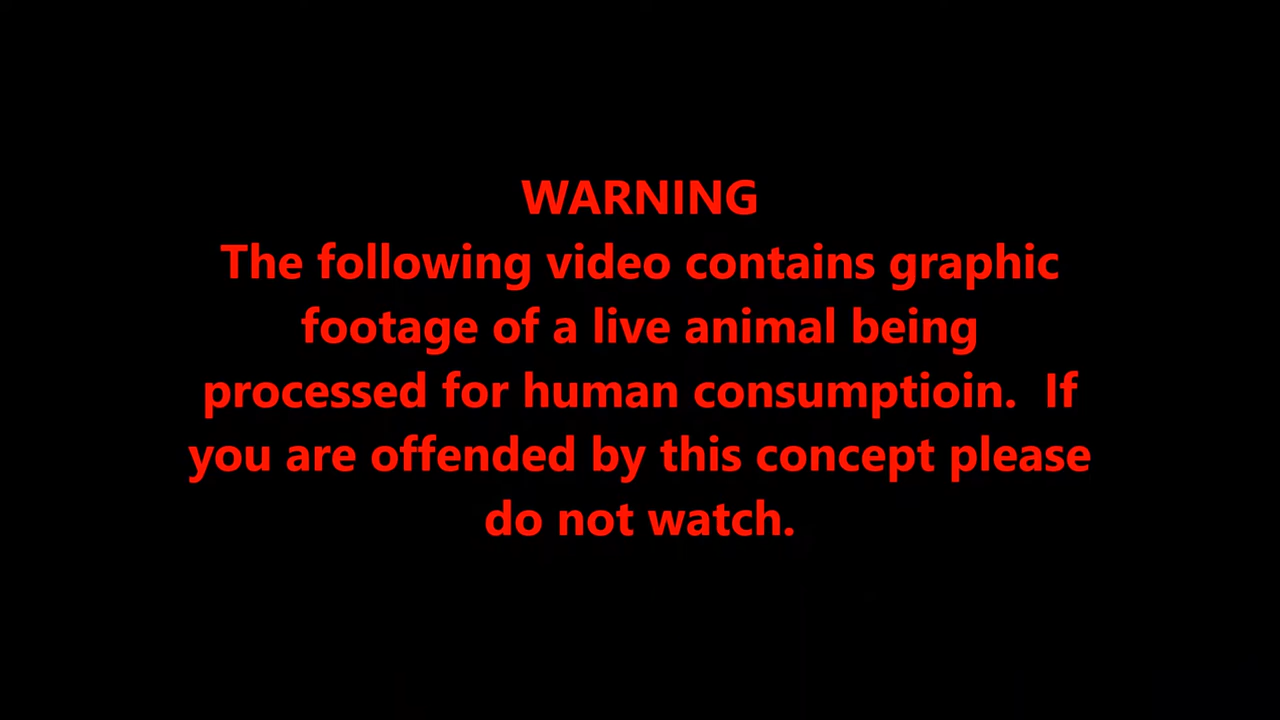 WARNING
The following video contains graphic
footage of a live animal being
processed for human consumptioin.  If
you are offended by this concept please
do not watch.